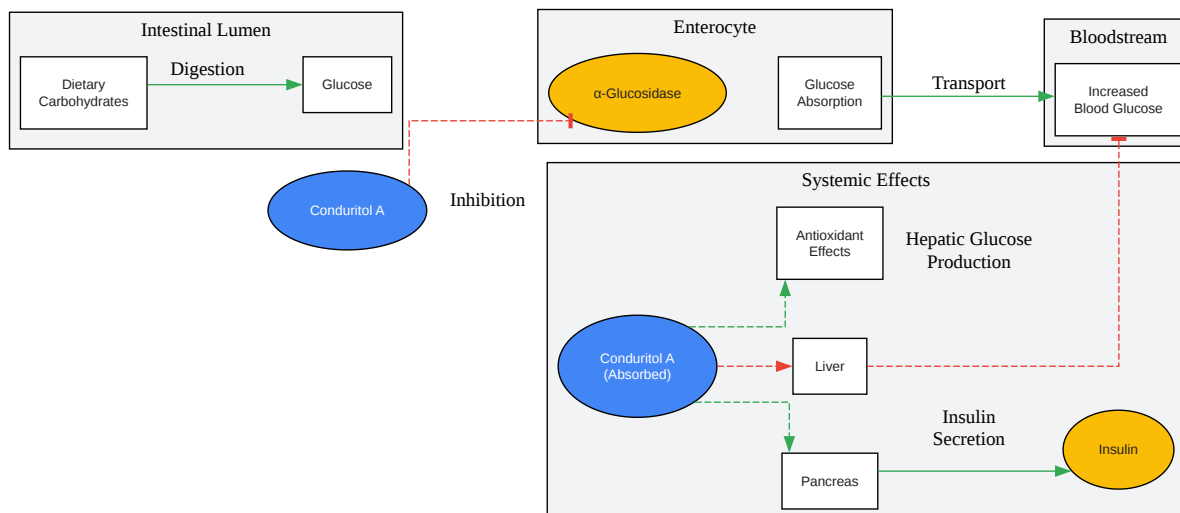 Intestinal Lumen
Dietary
Carbohydrates
Digestion
Glucose
Enterocyte
α-Glucosidase
Glucose
Absorption
Transport
Bloodstream
Increased
Blood Glucose
Conduritol A
Inhibition
Systemic Effects
Antioxidant
Effects
Hepatic Glucose
Production
Conduritol A
(Absorbed)
Liver
Insulin
Secretion
Pancreas
Insulin